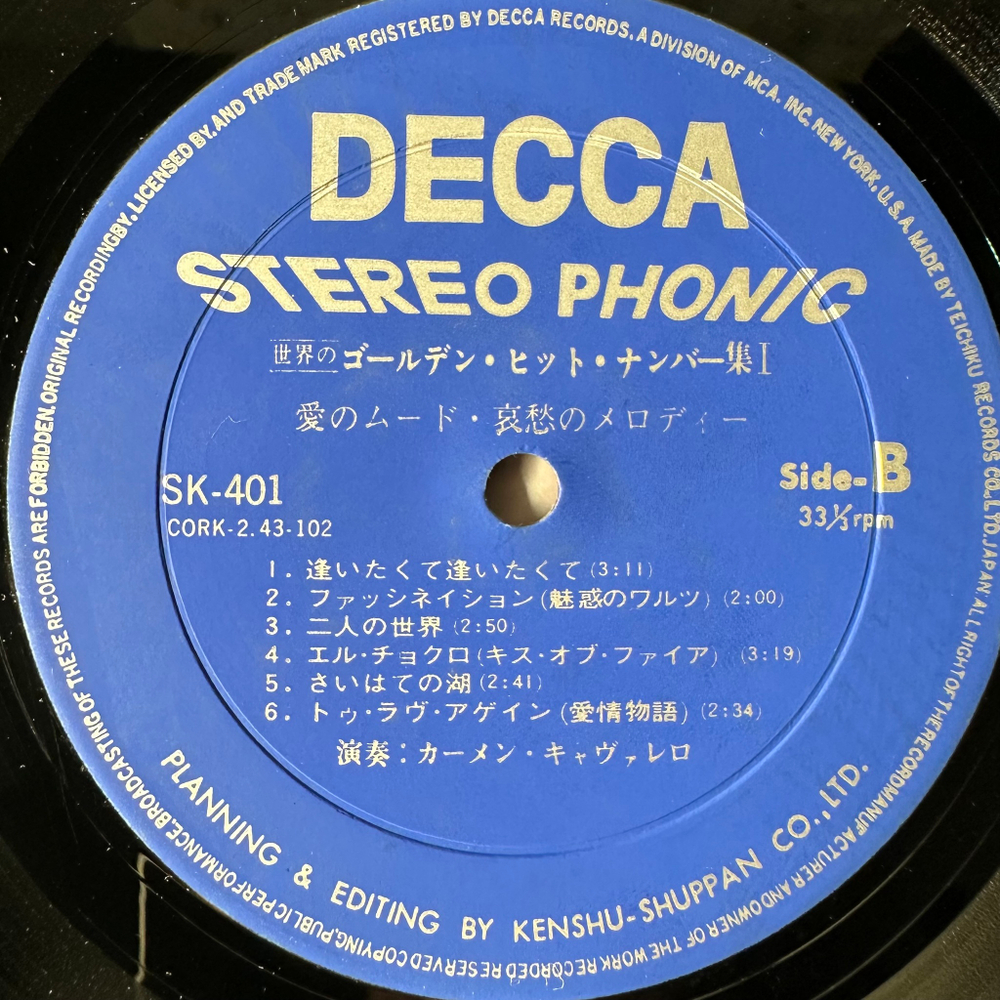 DECCA
STEREO PHONIC
世界の ゴールデン・ヒット・ナンバー集 I
愛のムード・哀愁のメロディー
SK-401
CORK-2.43-102
Side-B
33⅓rpm
1. 逢いたくて逢いたくて (3:11)
2. ファッシネイション (魅惑のワルツ) (2:00)
3. 二人の世界 (2:50)
4. エル・チョクロ (キス・オブ・ファイア) (3:19)
5. さいはての湖 (2:41)
6. トゥ・ラヴ・アゲイン (愛情物語) (2:34)
演奏:カーメン・キャヴァレロ
PLANNING & EDITING BY KENSHU-SHUPPAN CO.,LTD.
ORIGINAL RECORDINGBY, LICENSED BY, AND TRADE MARK REGISTERED BY DECCA RECORDS. A DIVISION OF MCA. INC. NEW YORK. U.S.A. MADE BY TEICHIKU RECORDS CO.,LTD. JAPAN. ALL RIGHT OF THE RECORD MANUFACTURER AND OWNER OF THE WORK RECORDED RESERVED COPYING, PUBLIC PERFORMANCE, BROADCASTING OF THESE RECORDS ARE FORBIDDEN.